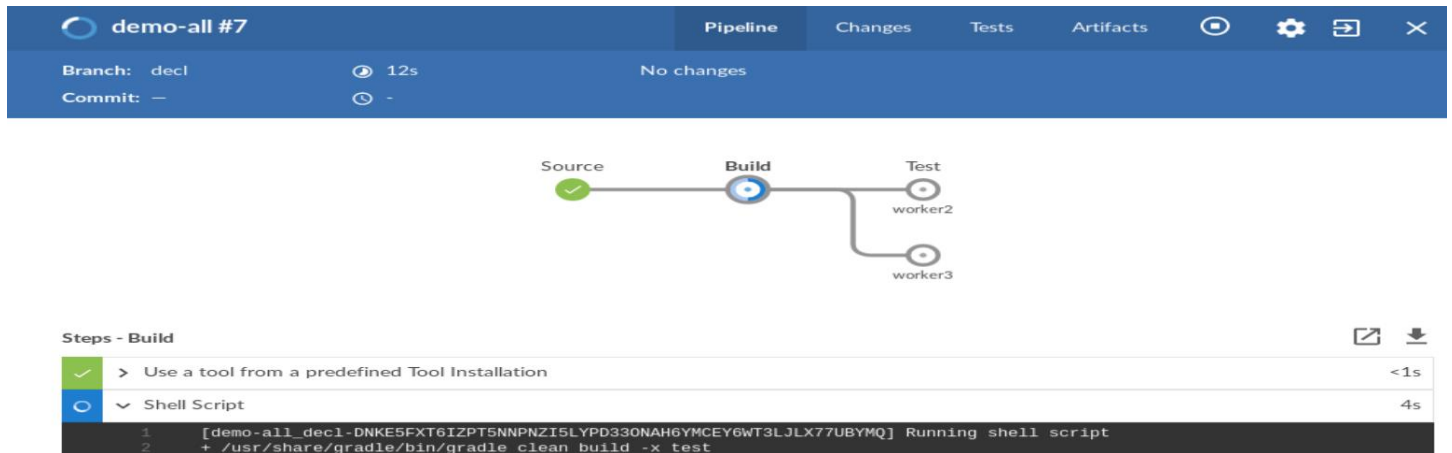 demo-all #7 Pipeline Changes Tests Artifacts
Branch: decl 12s No changes
Commit: — -
Source Build Test
worker2
worker3
Steps - Build
Use a tool from a predefined Tool Installation <1s
Shell Script 4s
1 [demo-all_decl-DNKE5FXT6IZPT5NNPNZI5LYPD33ONAH6YMCEY6WT3LJLX77UBYMQ] Running shell script
2 + /usr/share/gradle/bin/gradle clean build -x test